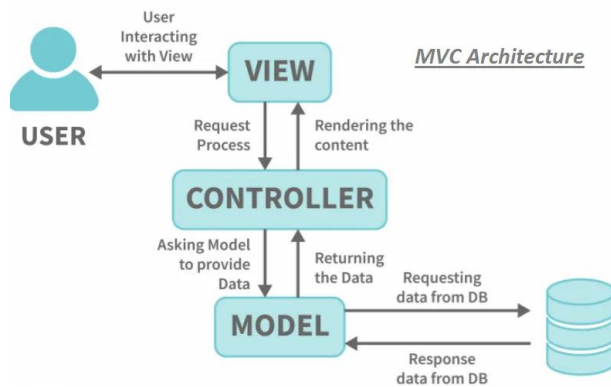 User
Interacting
with View
VIEW
MVC Architecture
USER
Request
Process
Rendering the
content
CONTROLLER
Asking Model
to provide
Data
Returning
the Data
Requesting
data from DB
MODEL
Response
data from DB